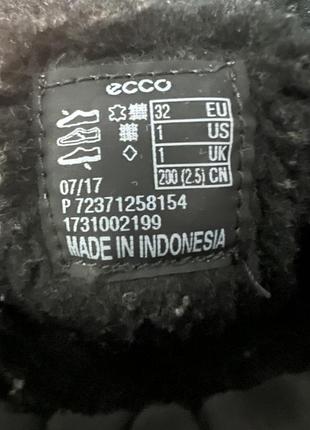 ecco
32 EU
1 US
1 UK
200 (2.5) CN
07/17
P 72371258154
1731002199
MADE IN INDONESIA